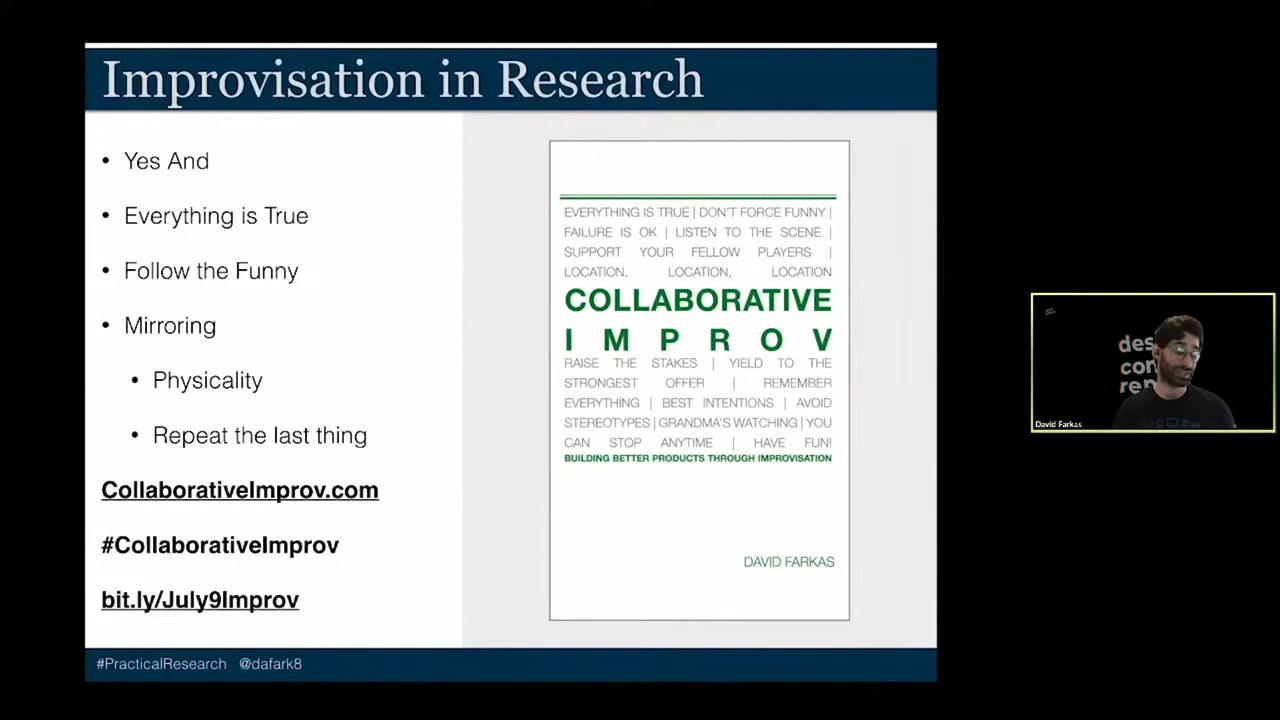 Improvisation in Research
• Yes And
• Everything is True
• Follow the Funny
• Mirroring
• Physicality
• Repeat the last thing
CollaborativeImprov.com
#CollaborativeImprov
bit.ly/July9Improv
EVERYTHING IS TRUE | DON'T FORCE FUNNY |
FAILURE IS OK | LISTEN TO THE SCENE |
SUPPORT YOUR FELLOW PLAYERS |
LOCATION, LOCATION, LOCATION
COLLABORATIVE
IMPROV
RAISE THE STAKES | YIELD TO THE
STRONGEST OFFER | REMEMBER
EVERYTHING | BEST INTENTIONS | AVOID
STEREOTYPES | GRANDMA'S WATCHING | YOU
CAN STOP ANYTIME | HAVE FUN!
BUILDING BETTER PRODUCTS THROUGH IMPROVISATION
DAVID FARKAS
#PracticalResearch @dafark8
David Farkas